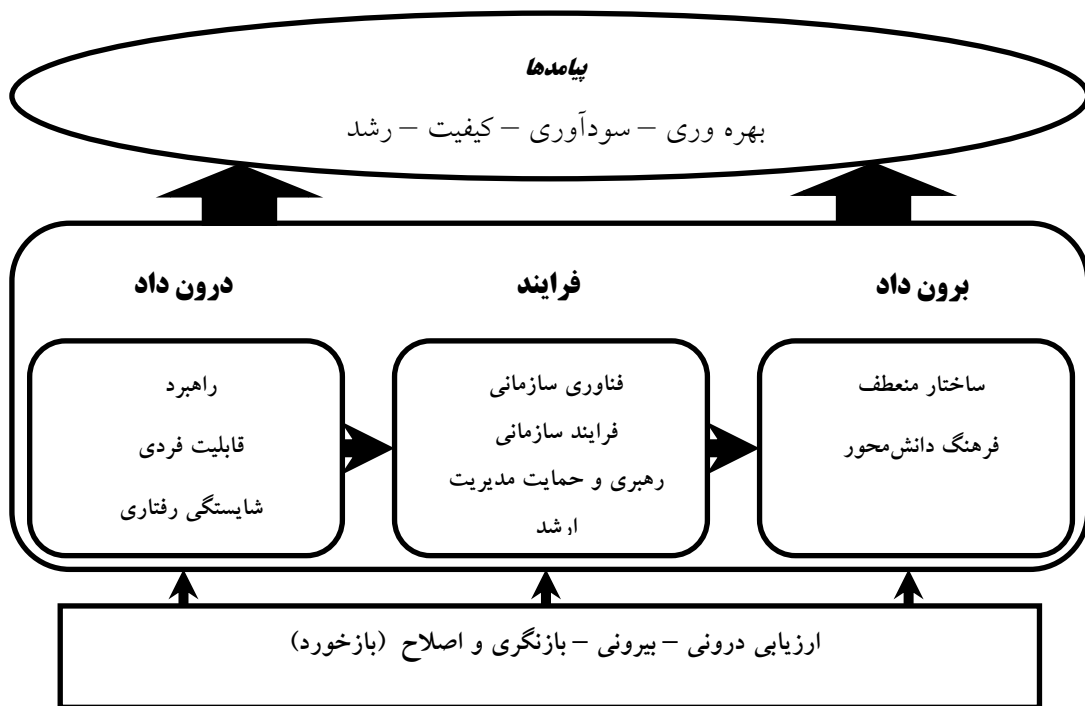 پیامدها
بهره وری – سودآوری – کیفیت – رشد
درون داد
راهبرد
قابلیت فردی
شایستگی رفتاری
فرایند
فناوری سازمانی
فرایند سازمانی
رهبری و حمایت مدیریت
ارشد
برون داد
ساختار منعطف
فرهنگ دانش‌محور
ارزیابی درونی – بیرونی – بازنگری و اصلاح (بازخورد)